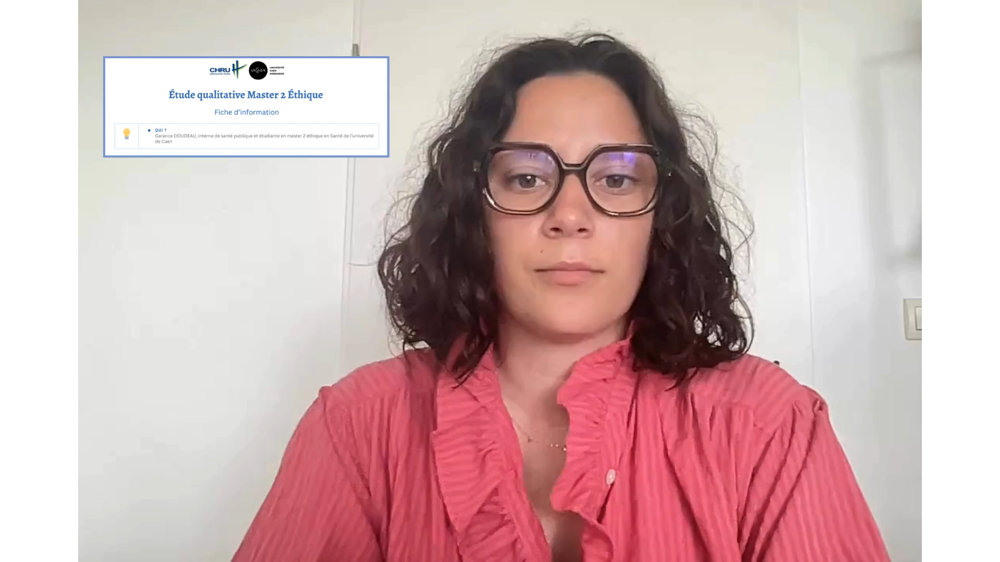 CHRU
HÔPITAUX DE TOURS
UNICAEN
UNIVERSITÉ
CAEN
NORMANDIE
Étude qualitative Master 2 Éthique
Fiche d'information
QUI ?
Garance DOUDEAU, interne de santé publique et étudiante en master 2 éthique en Santé de l'université
de Caen